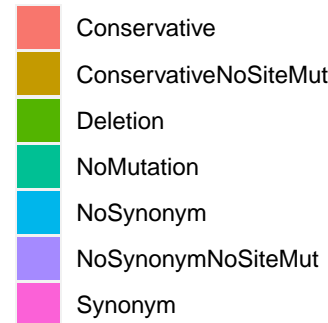 Conservative
ConservativeNoSiteMut
Deletion
NoMutation
NoSynonym
NoSynonymNoSiteMut
Synonym